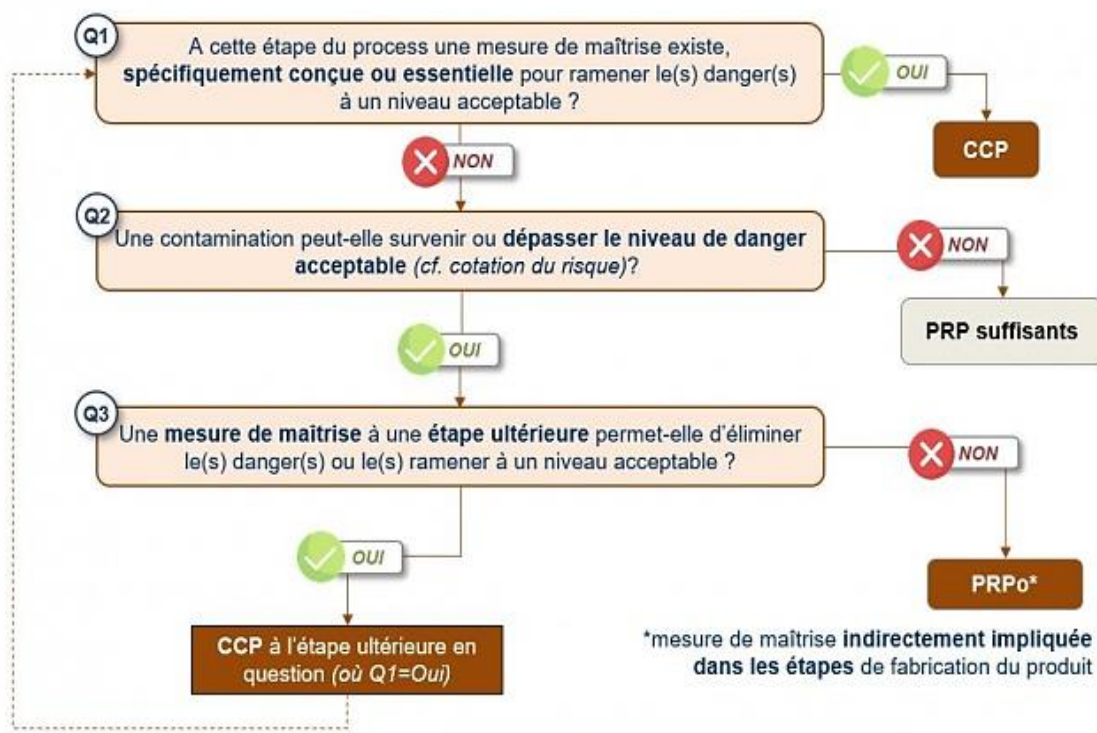 Q1
A cette étape du process une mesure de maîtrise existe,
spécifiquement conçue ou essentielle pour ramener le(s) danger(s)
à un niveau acceptable ?
OUI
CCP
NON
Q2
Une contamination peut-elle survenir ou dépasser le niveau de danger
acceptable (cf. cotation du risque)?
NON
PRP suffisants
OUI
Q3
Une mesure de maîtrise à une étape ultérieure permet-elle d'éliminer
le(s) danger(s) ou le(s) ramener à un niveau acceptable ?
NON
OUI
PRPo*
CCP à l'étape ultérieure en
question (où Q1=Oui)
*mesure de maîtrise indirectement impliquée
dans les étapes de fabrication du produit